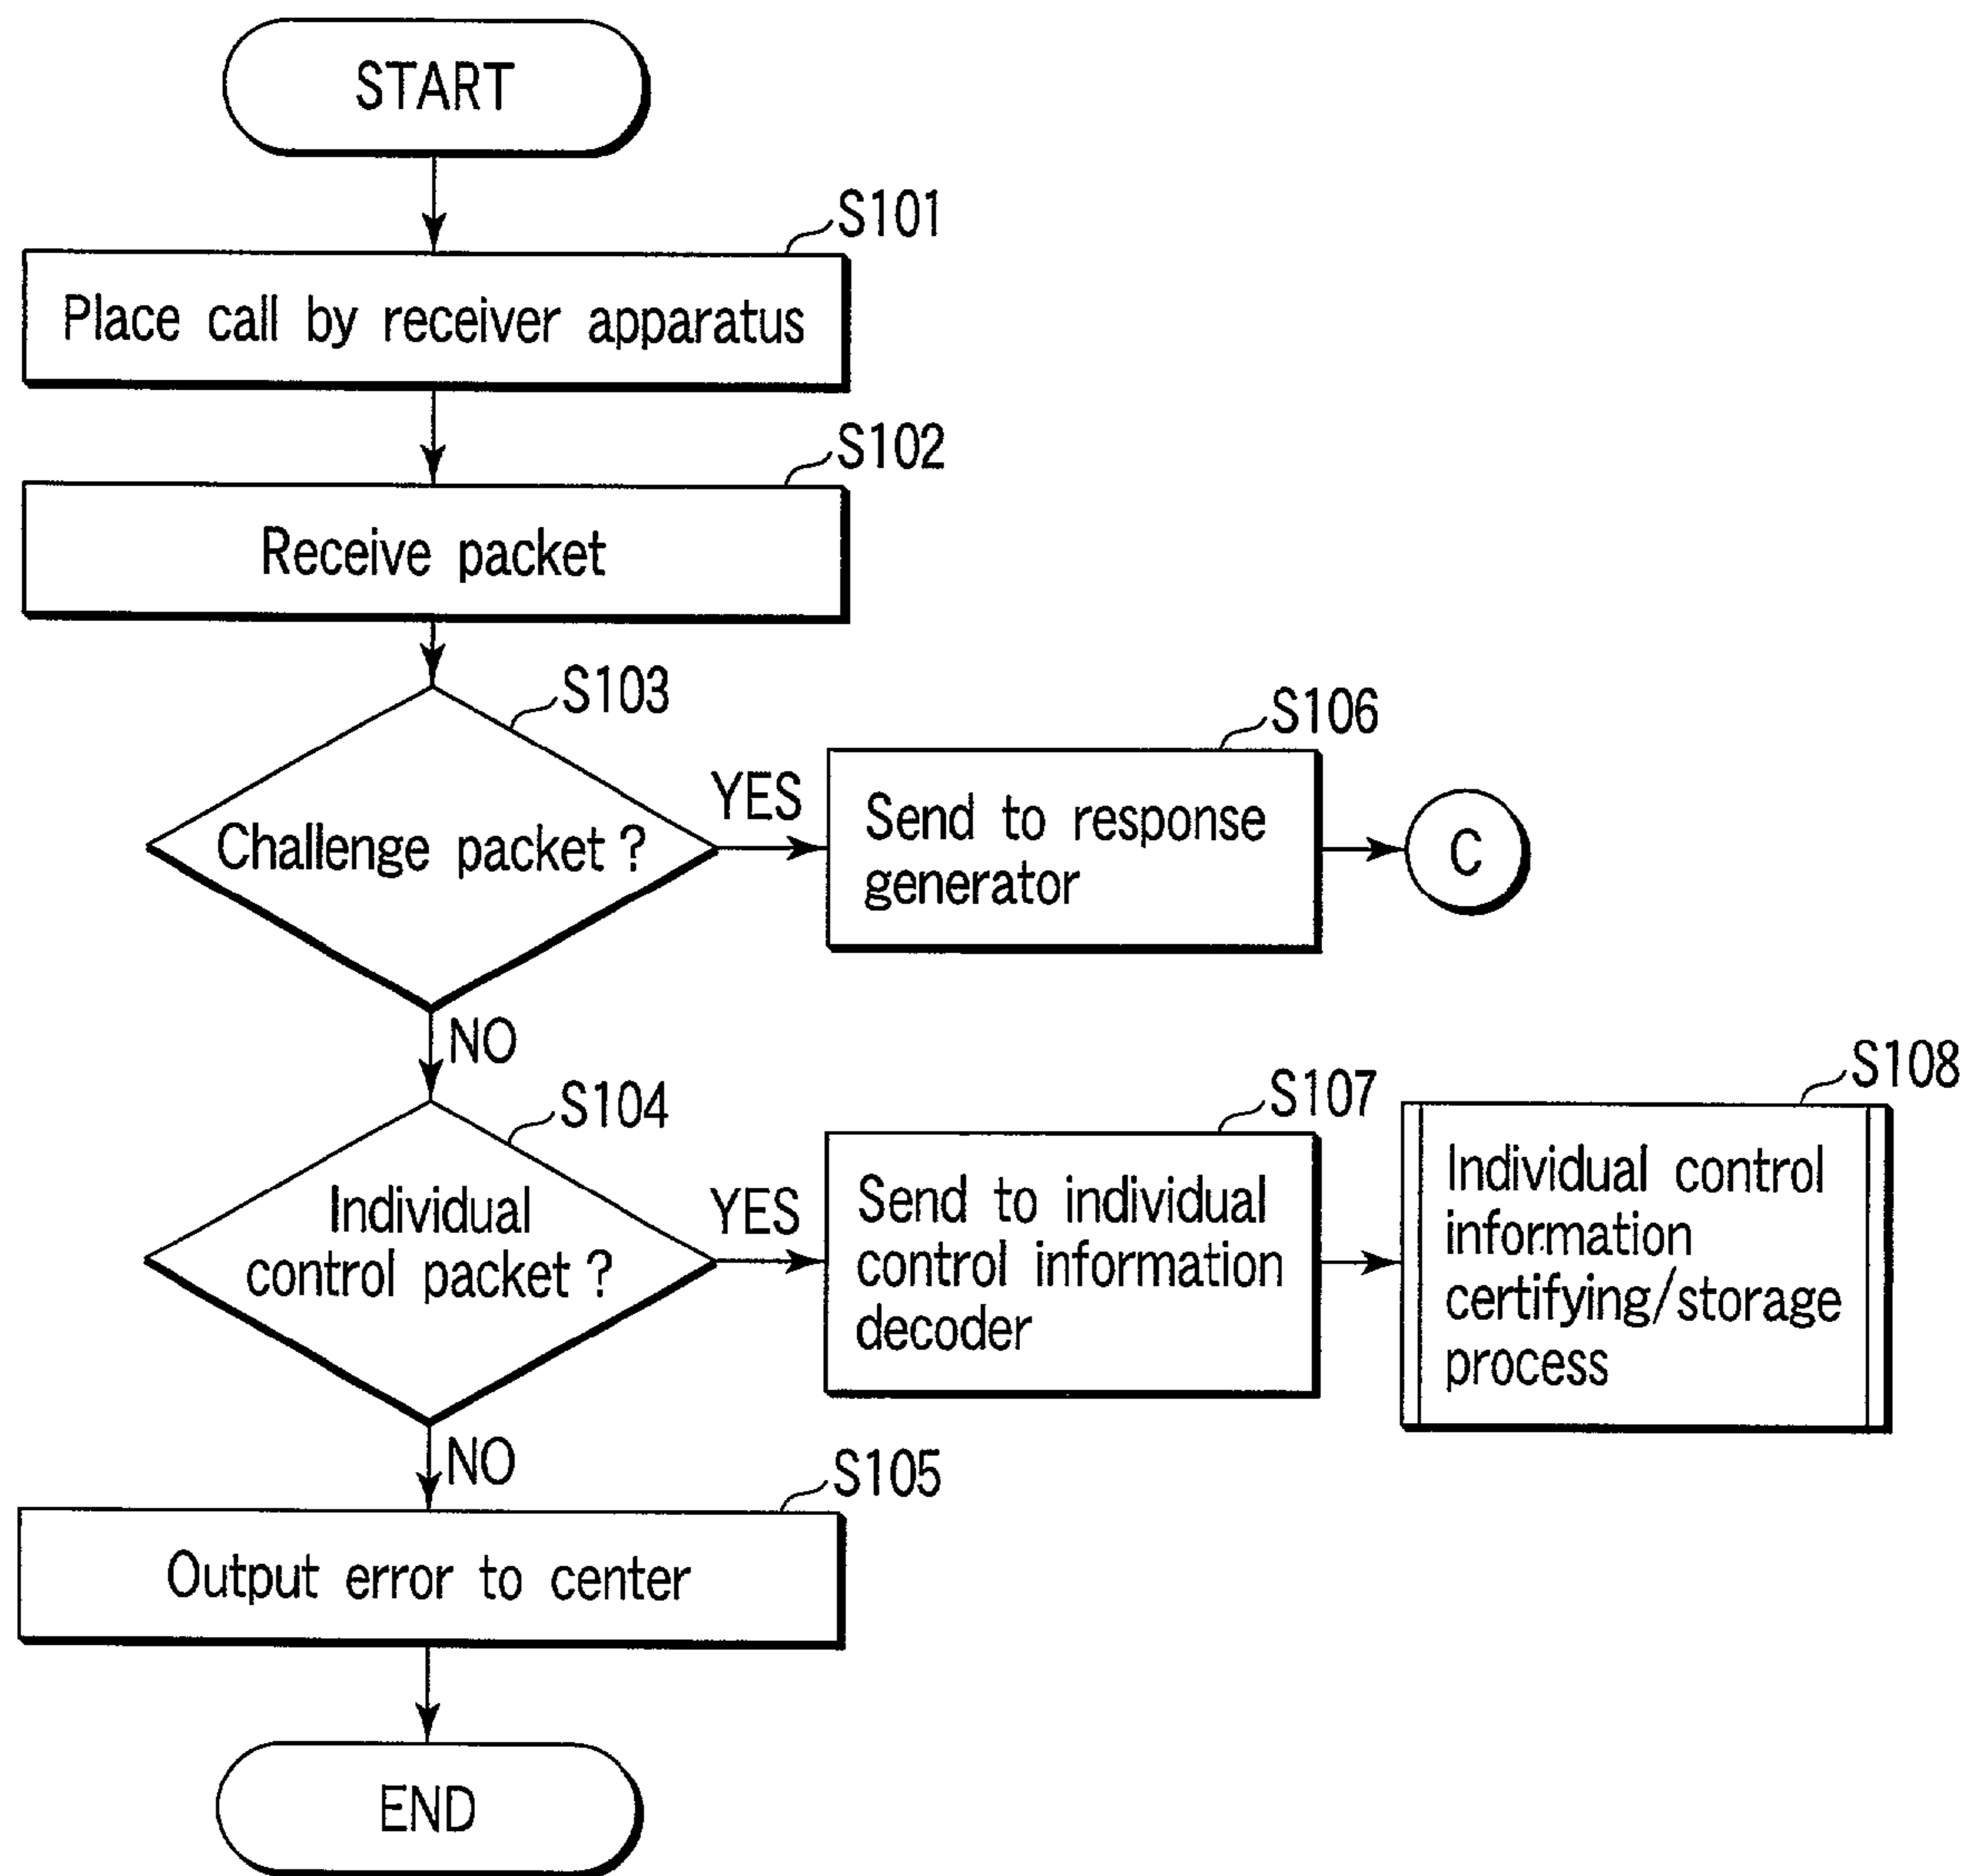 START
S101
Place call by receiver apparatus
S102
Receive packet
S103
Challenge packet ?
YES
S106
Send to response
generator
C
NO
S104
Individual
control packet ?
YES
S107
Send to individual
control information
decoder
S108
Individual control
information
certifying/storage
process
NO
S105
Output error to center
END